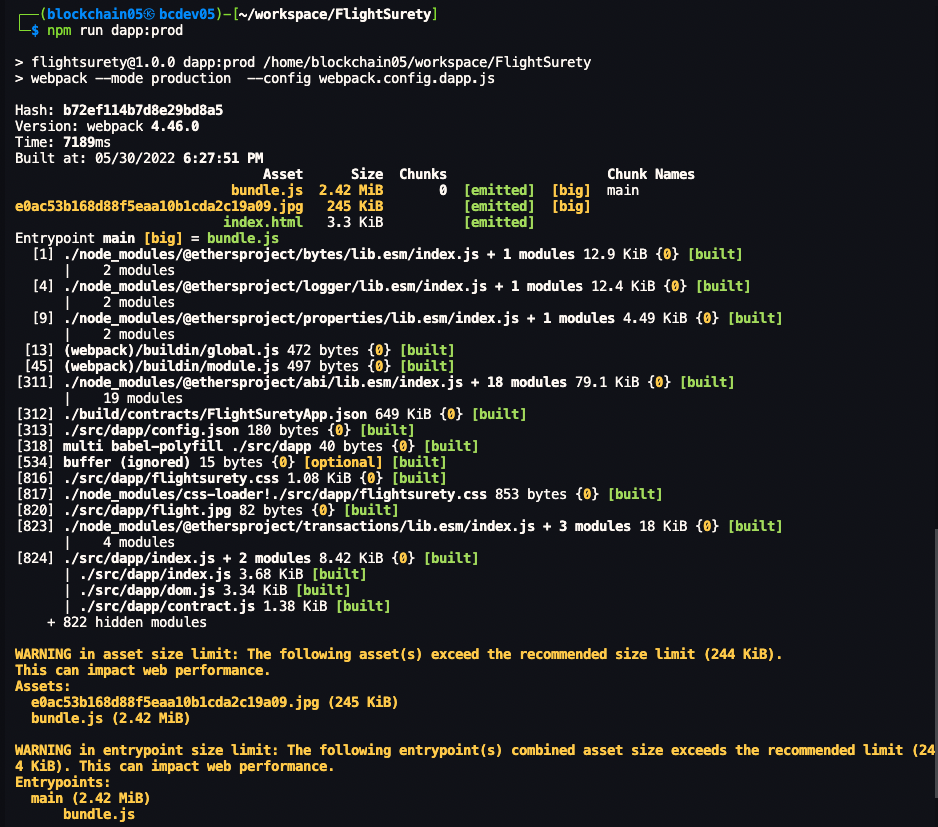 ┌──(blockchain05㉿bcdev05)-[~/workspace/FlightSurety]
└─$ npm run dapp:prod
> flightsurety@1.0.0 dapp:prod /home/blockchain05/workspace/FlightSurety
> webpack --mode production  --config webpack.config.dapp.js
Hash: b72ef114b7d8e29bd8a5
Version: webpack 4.46.0
Time: 7189ms
Built at: 05/30/2022 6:27:51 PM
Asset Size Chunks Chunk Names
bundle.js 2.42 MiB 0 [emitted] [big] main
e0ac53b168d88f5eaa10b1cda2c19a09.jpg 245 KiB [emitted] [big]
index.html 3.3 KiB [emitted]
Entrypoint main [big] = bundle.js
[1] ./node_modules/@ethersproject/bytes/lib.esm/index.js + 1 modules 12.9 KiB {0} [built]
| 2 modules
[4] ./node_modules/@ethersproject/logger/lib.esm/index.js + 1 modules 12.4 KiB {0} [built]
| 2 modules
[9] ./node_modules/@ethersproject/properties/lib.esm/index.js + 1 modules 4.49 KiB {0} [built]
| 2 modules
[13] (webpack)/buildin/global.js 472 bytes {0} [built]
[45] (webpack)/buildin/module.js 497 bytes {0} [built]
[311] ./node_modules/@ethersproject/abi/lib.esm/index.js + 18 modules 79.1 KiB {0} [built]
| 19 modules
[312] ./build/contracts/FlightSuretyApp.json 649 KiB {0} [built]
[313] ./src/dapp/config.json 180 bytes {0} [built]
[318] multi babel-polyfill ./src/dapp 40 bytes {0} [built]
[534] buffer (ignored) 15 bytes {0} [optional] [built]
[816] ./src/dapp/flightsurety.css 1.08 KiB {0} [built]
[817] ./node_modules/css-loader!./src/dapp/flightsurety.css 853 bytes {0} [built]
[820] ./src/dapp/flight.jpg 82 bytes {0} [built]
[823] ./node_modules/@ethersproject/transactions/lib.esm/index.js + 3 modules 18 KiB {0} [built]
| 4 modules
[824] ./src/dapp/index.js + 2 modules 8.42 KiB {0} [built]
| ./src/dapp/index.js 3.68 KiB [built]
| ./src/dapp/dom.js 3.34 KiB [built]
| ./src/dapp/contract.js 1.38 KiB [built]
+ 822 hidden modules
WARNING in asset size limit: The following asset(s) exceed the recommended size limit (244 KiB).
This can impact web performance.
Assets:
e0ac53b168d88f5eaa10b1cda2c19a09.jpg (245 KiB)
bundle.js (2.42 MiB)
WARNING in entrypoint size limit: The following entrypoint(s) combined asset size exceeds the recommended limit (24
4 KiB). This can impact web performance.
Entrypoints:
main (2.42 MiB)
bundle.js